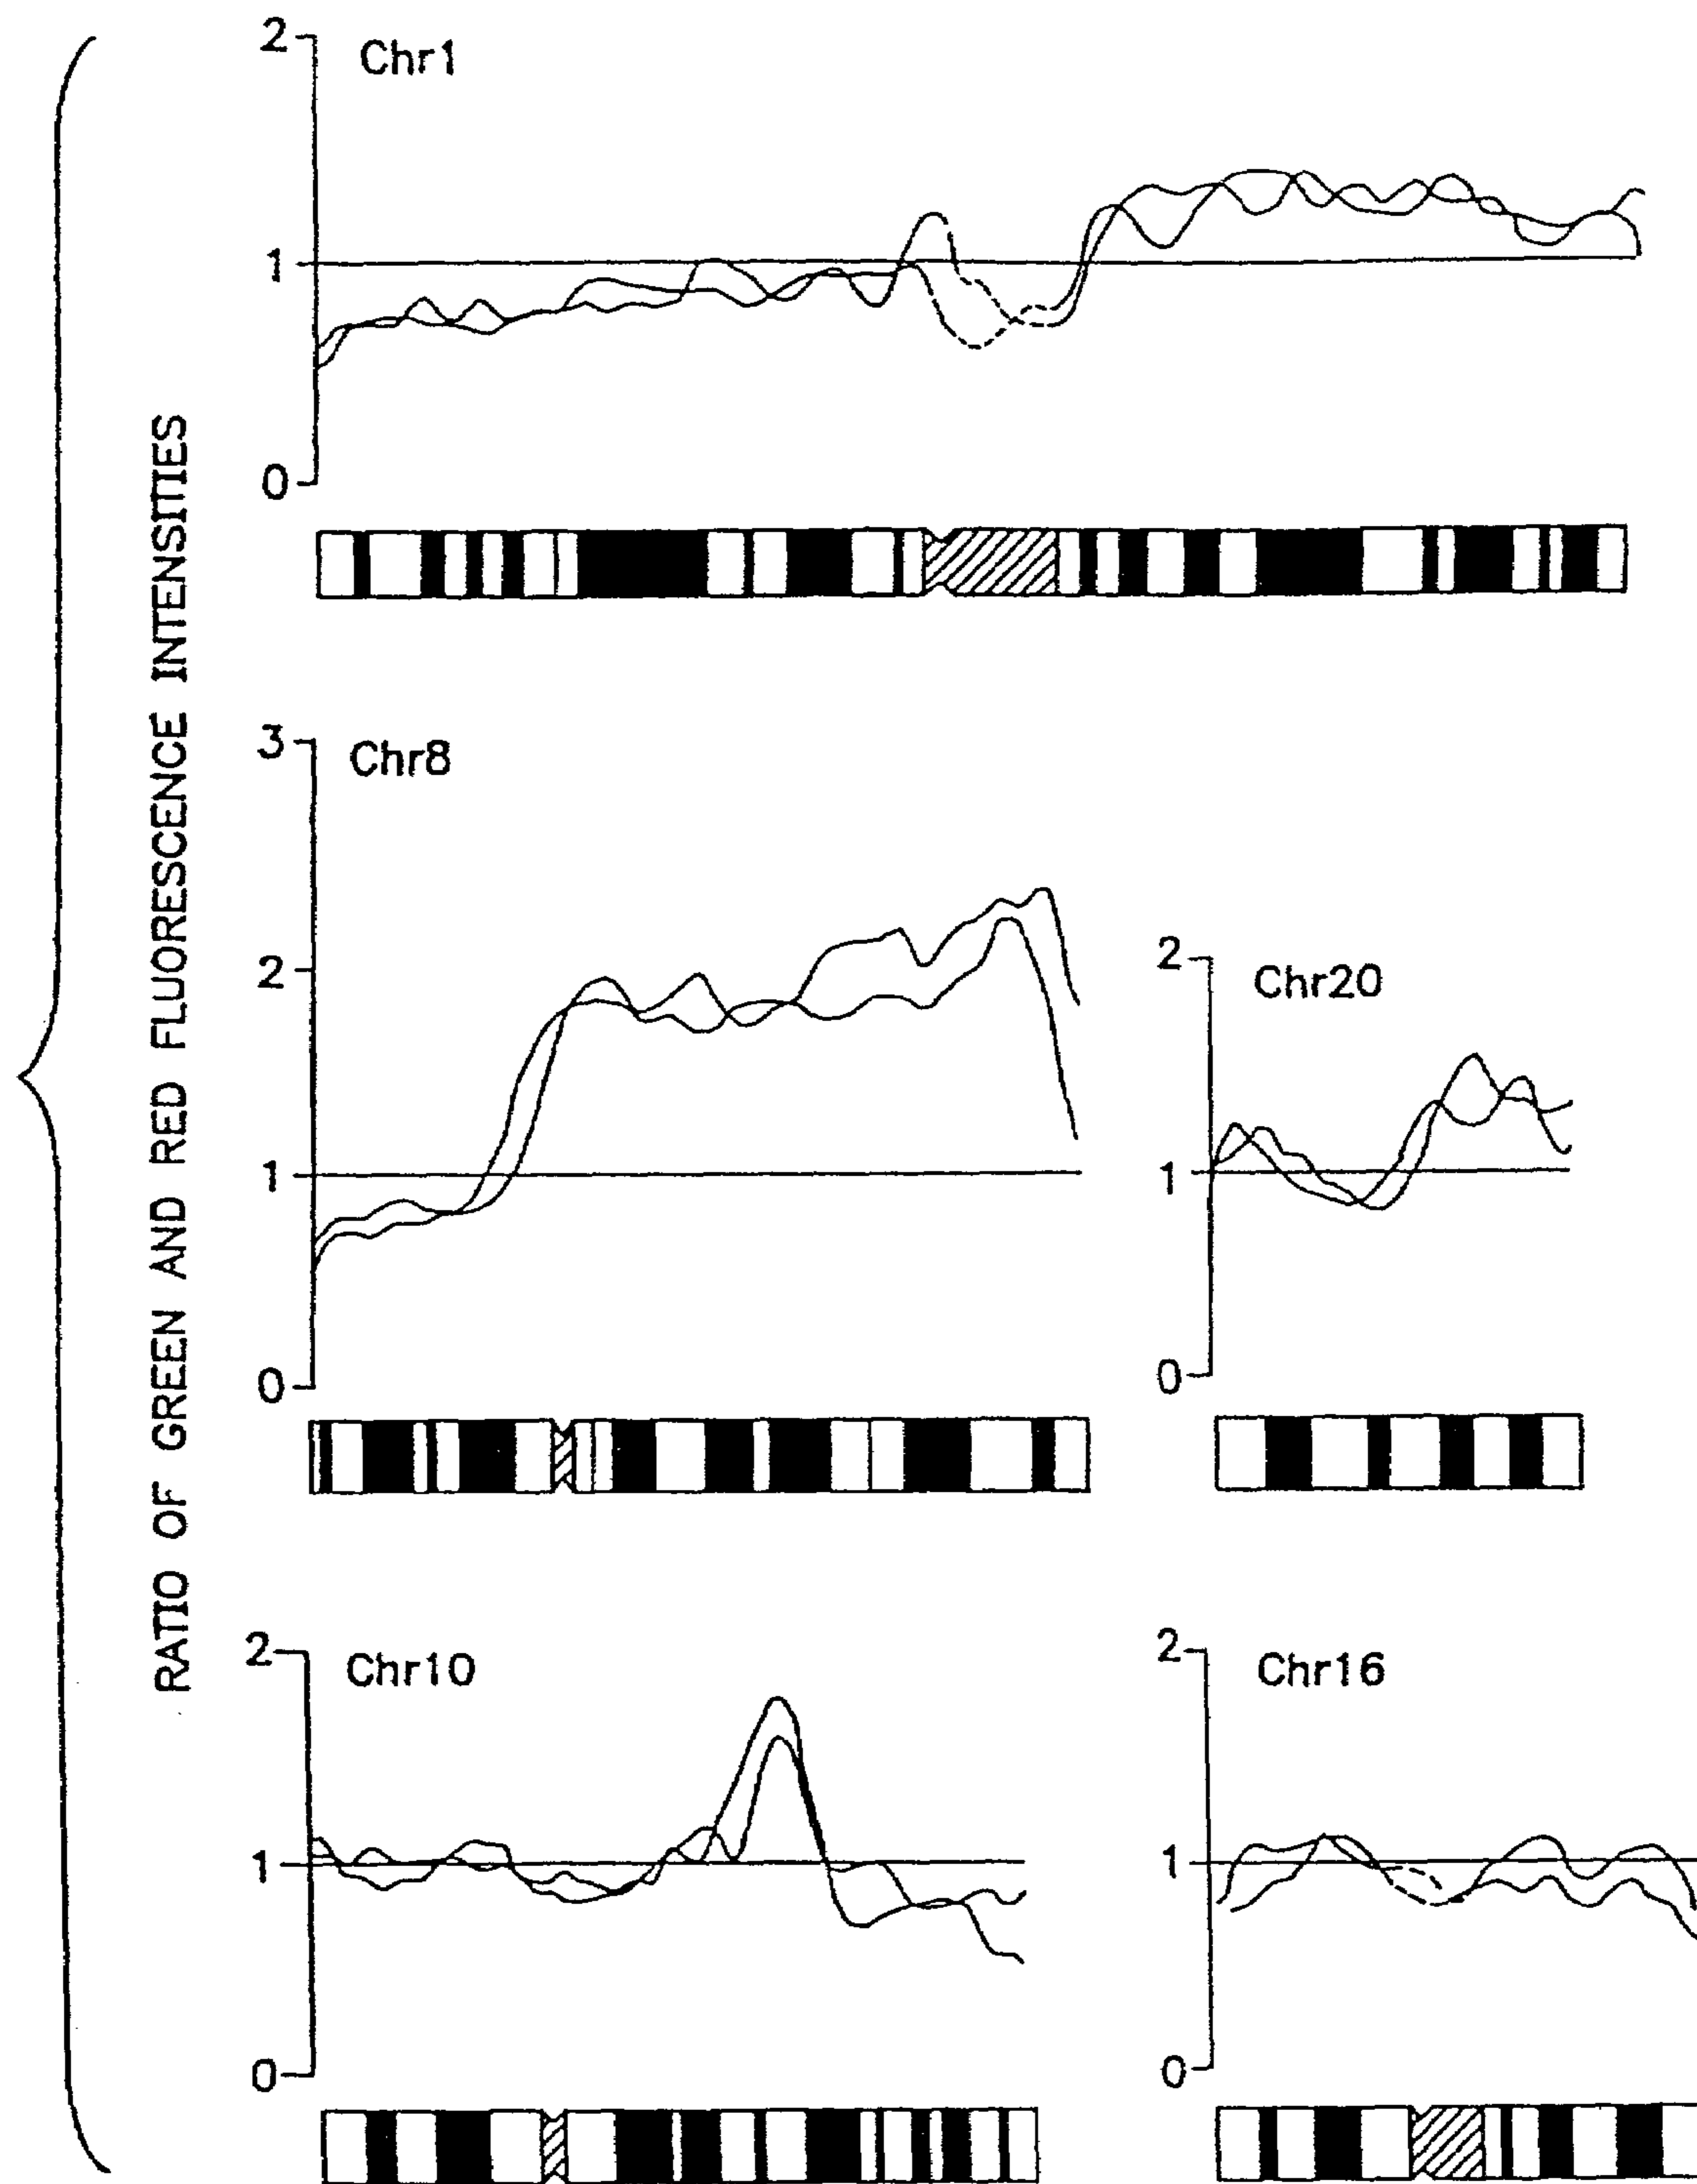 RATIO OF GREEN AND RED FLUORESCENCE INTENSITIES
Chr1
2
1
0
Chr8
3
2
1
0
Chr20
2
1
0
Chr10
2
1
0
Chr16
2
1
0